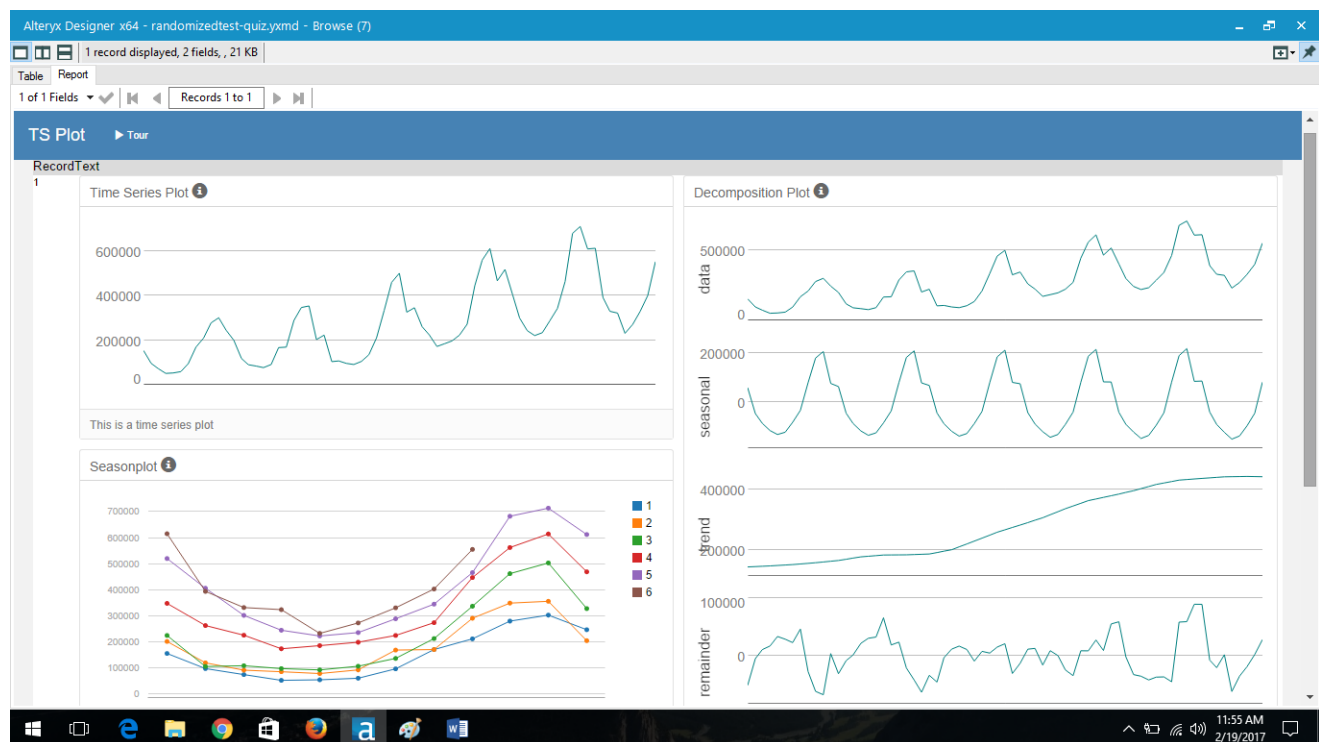 Alteryx Designer x64 - randomizedtest-quiz.yxmd - Browse (7)
1 record displayed, 2 fields, , 21 KB
Table Report
1 of 1 Fields Records 1 to 1
TS Plot Tour
RecordText
1
Time Series Plot
600000
400000
200000
0
This is a time series plot
Seasonplot
700000
600000
500000
400000
300000
200000
100000
0
1
2
3
4
5
6
Decomposition Plot
500000
0
data
200000
0
seasonal
400000
200000
trend
100000
0
remainder
11:55 AM
2/19/2017